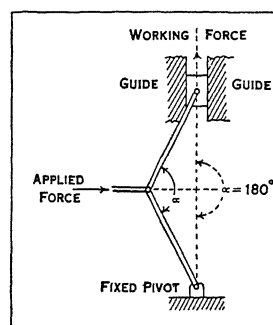 WORKING FORCE
GUIDE GUIDE
APPLIED
FORCE
α
α=180°
FIXED PIVOT